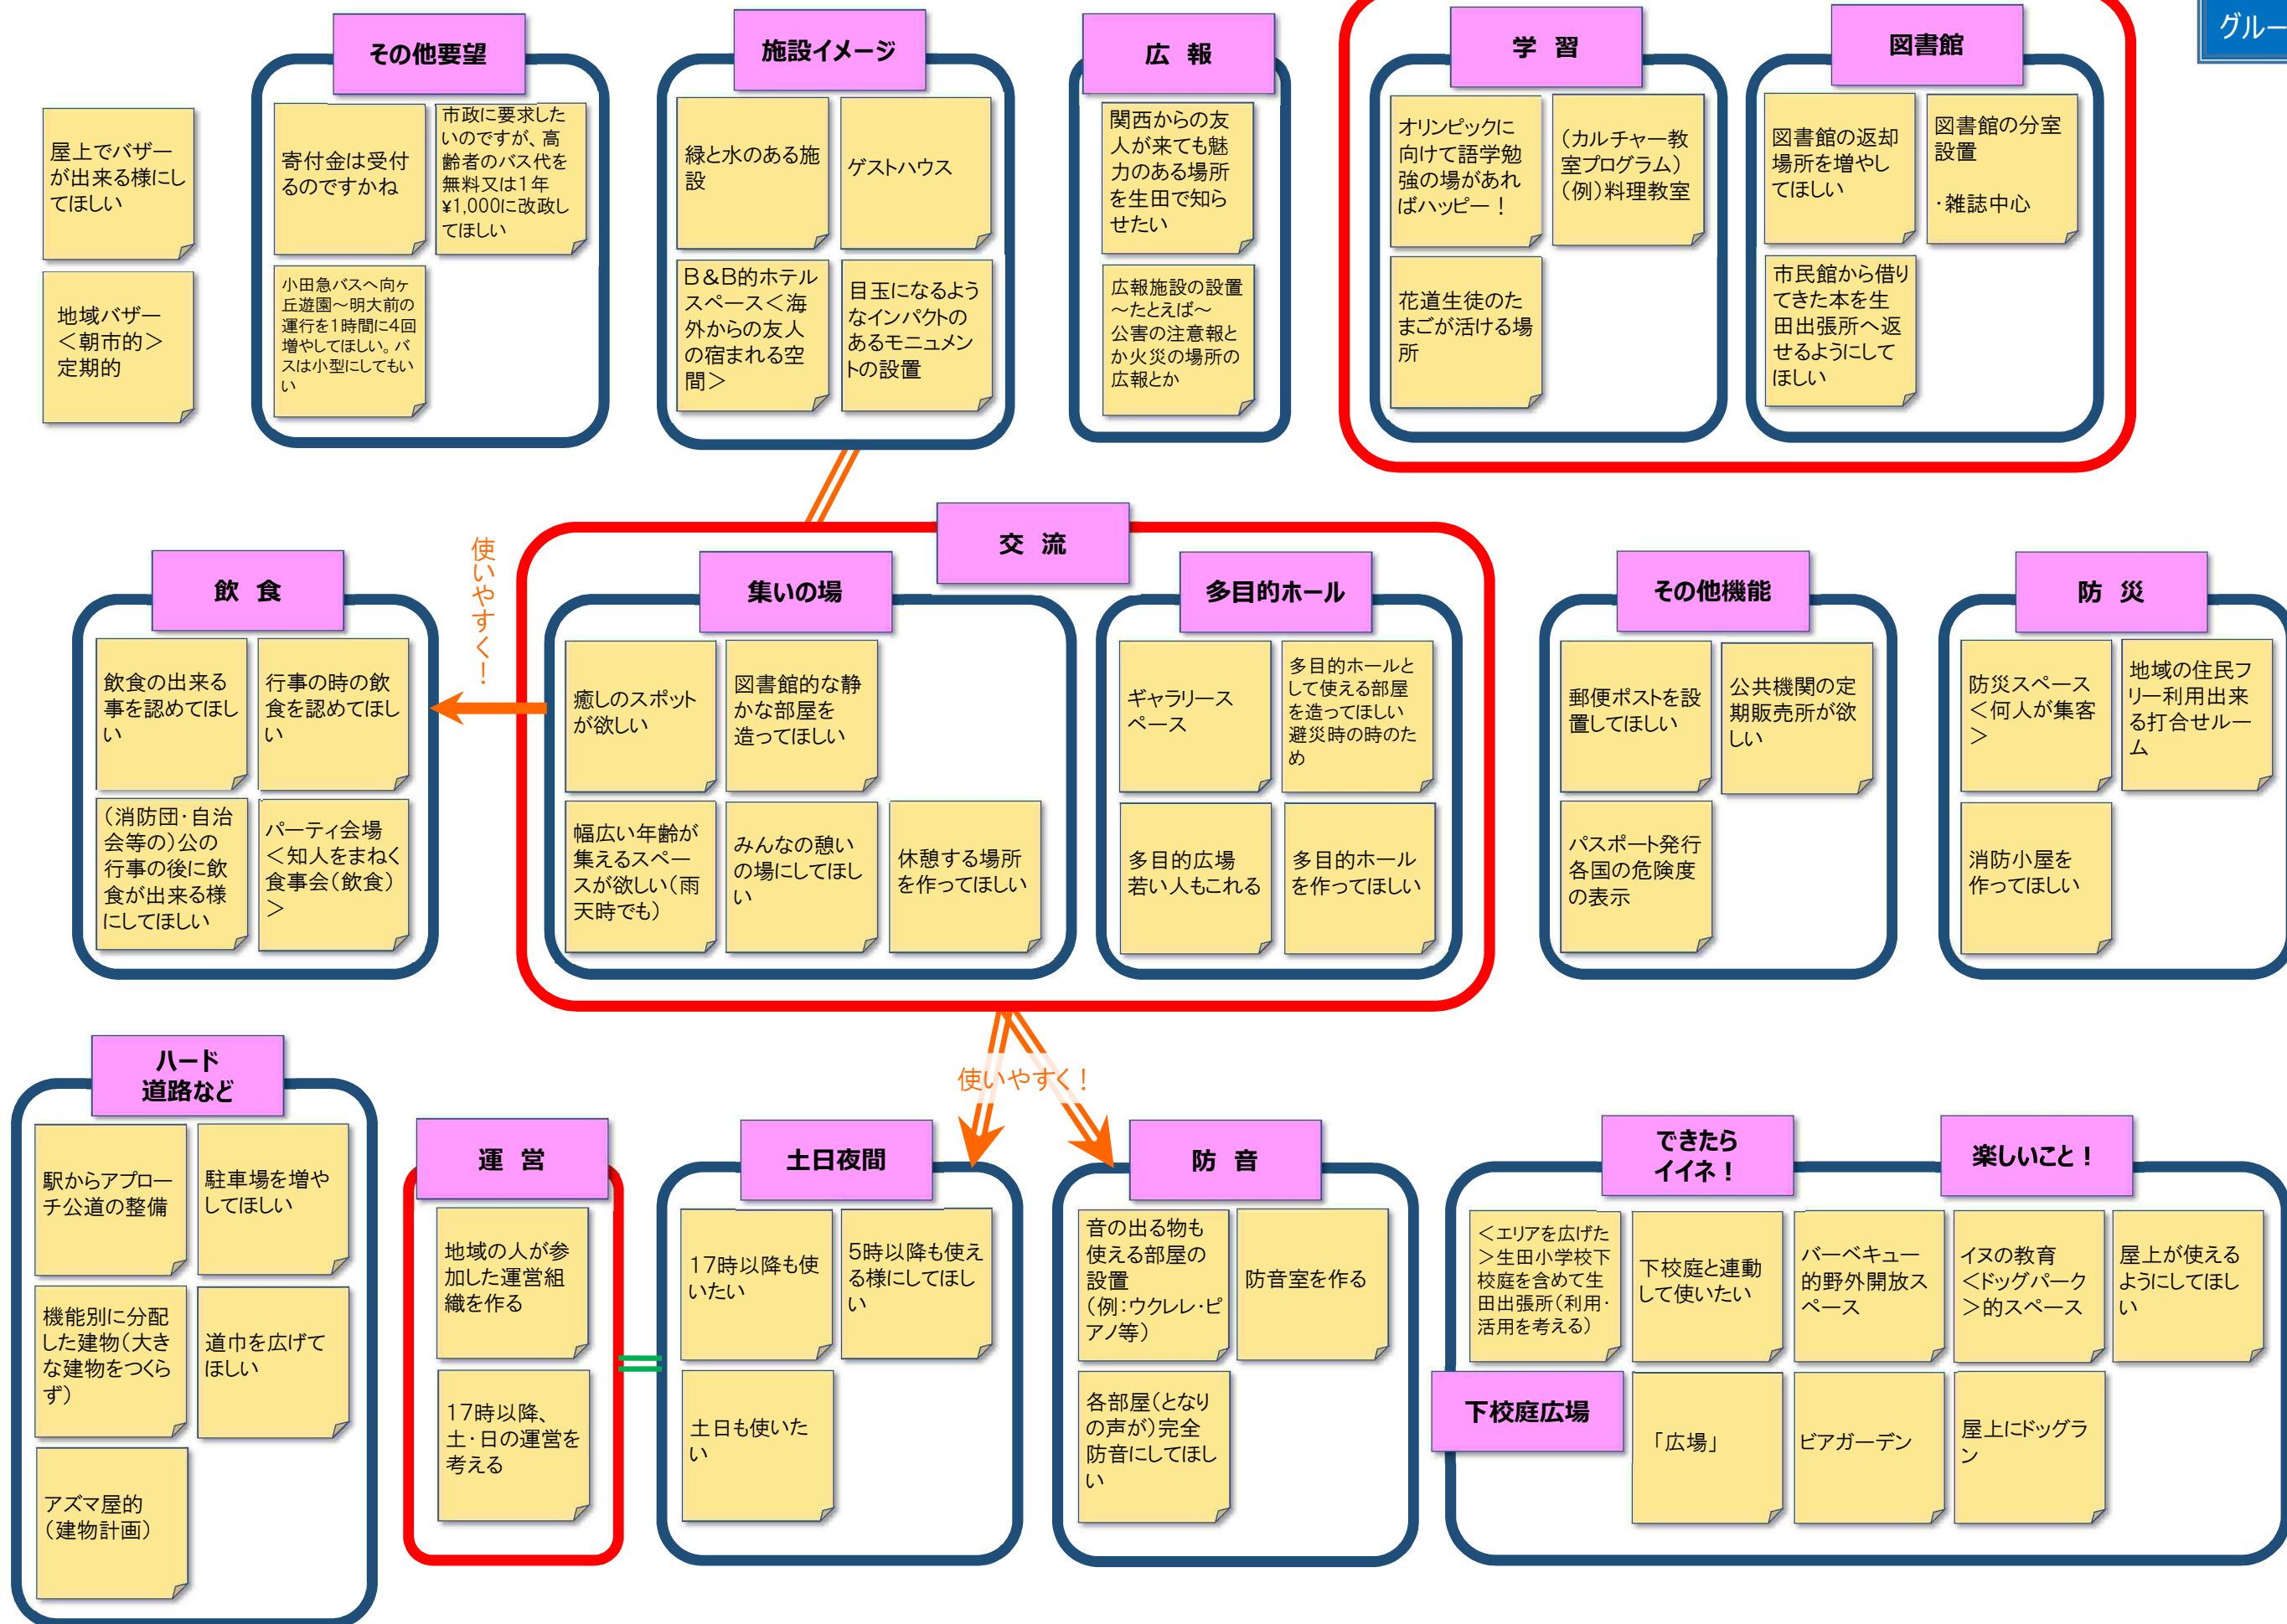 グルー
その他要望
寄付金は受付
るのですかね
市政に要求した
いのですが、高
齢者のバス代を
無料又は1年
¥1,000に改政し
てほしい
小田急バスへ向ヶ
丘遊園～明大前の
運行を1時間に4回
増やしてほしい。バ
スは小型にしてもい
い
屋上でバザー
が出来る様にし
てほしい
地域バザー
＜朝市的＞
定期的
施設イメージ
緑と水のある施
設
ゲストハウス
B＆B的ホテル
スペース＜海
外からの友人
の宿まれる空
間＞
目玉になるよう
なインパクトの
あるモニュメン
トの設置
広 報
関西からの友
人が来ても魅
力のある場所
を生田で知ら
せたい
広報施設の設置
～たとえば～
公害の注意報と
か火災の場所の
広報とか
学 習
オリンピックに
向けて語学勉
強の場があれ
ばハッピー！
（カルチャー教
室プログラム）
（例）料理教室
花道生徒のた
まごが活ける場
所
図書館
図書館の返却
場所を増やし
てほしい
図書館の分室
設置
・雑誌中心
市民館から借り
てきた本を生
田出張所へ返
せるようにして
ほしい
飲 食
飲食の出来る
事を認めてほし
い
行事の時の飲
食を認めてほし
い
（消防団・自治
会等の）公の
行事の後に飲
食が出来る様
にしてほしい
パーティ会場
＜知人をまねく
食事会（飲食）
＞
使いやすく！
交 流
集いの場
癒しのスポット
が欲しい
図書館的な静
かな部屋を
造ってほしい
幅広い年齢が
集えるスペー
スが欲しい（雨
天時でも）
みんなの憩い
の場にしてほし
い
休憩する場所
を作ってほしい
多目的ホール
ギャラリース
ペース
多目的ホールと
して使える部屋
を造ってほしい
避災時の時のた
め
多目的広場
若い人もこれる
多目的ホール
を作ってほしい
その他機能
郵便ポストを設
置してほしい
公共機関の定
期販売所が欲
しい
パスポート発行
各国の危険度
の表示
防 災
防災スペース
＜何人が集客
＞
地域の住民フ
リー利用出来
る打合せルー
ム
消防小屋を
作ってほしい
使いやすく！
ハード
道路など
駅からアプロー
チ公道の整備
駐車場を増や
してほしい
機能別に分配
した建物（大き
な建物をつくら
ず）
道巾を広げて
ほしい
アズマ屋的
（建物計画）
運 営
地域の人が参
加した運営組
織を作る
17時以降、
土・日の運営を
考える
土日夜間
17時以降も使
いたい
5時以降も使え
る様にしてほし
い
土日も使いた
い
防 音
音の出る物も
使える部屋の
設置
（例：ウクレレ・ピ
アノ等）
防音室を作る
各部屋（となり
の声が）完全
防音にしてほし
い
できたら
イイネ！
楽しいこと！
＜エリアを広げた
＞生田小学校下
校庭を含めて生
田出張所（利用・
活用を考える）
下校庭と連動
して使いたい
バーベキュー
的野外開放ス
ペース
イヌの教育
＜ドッグパーク
＞的スペース
屋上が使える
ようにしてほし
い
下校庭広場
「広場」
ビアガーデン
屋上にドッグラ
ン